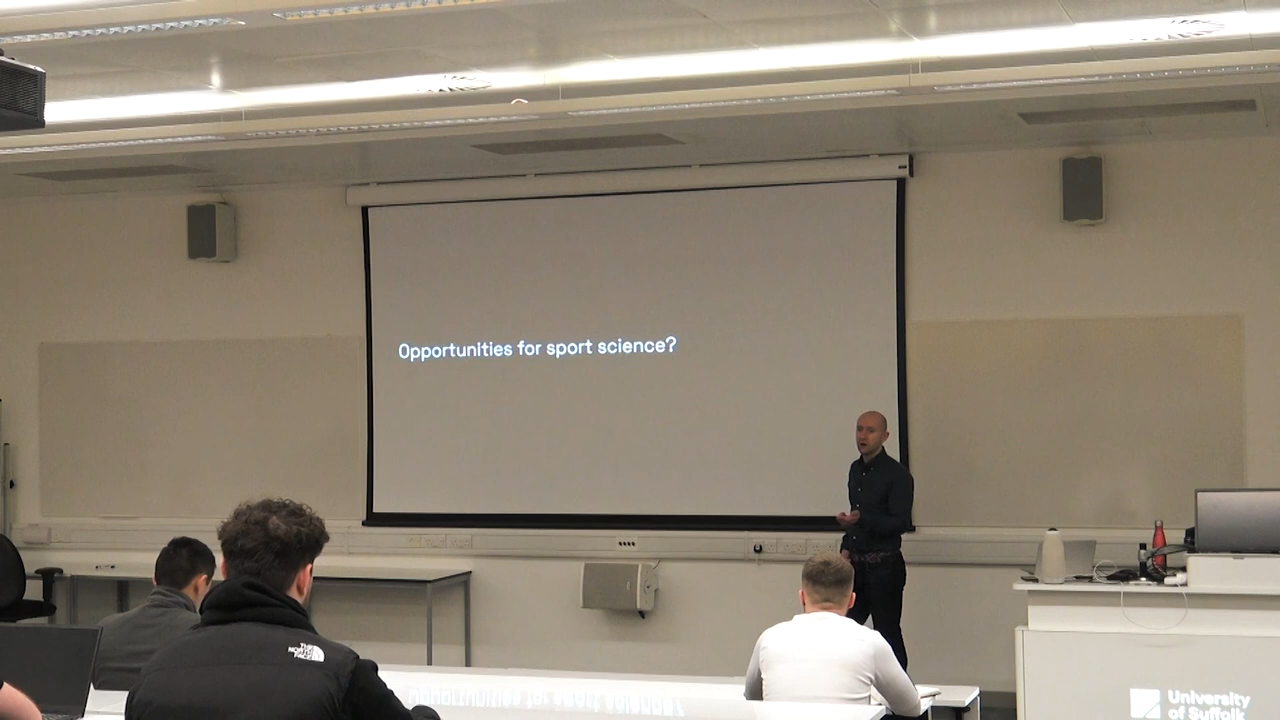 Opportunities for sport science?
THE
NORTH
FACE
University
of Suffolk